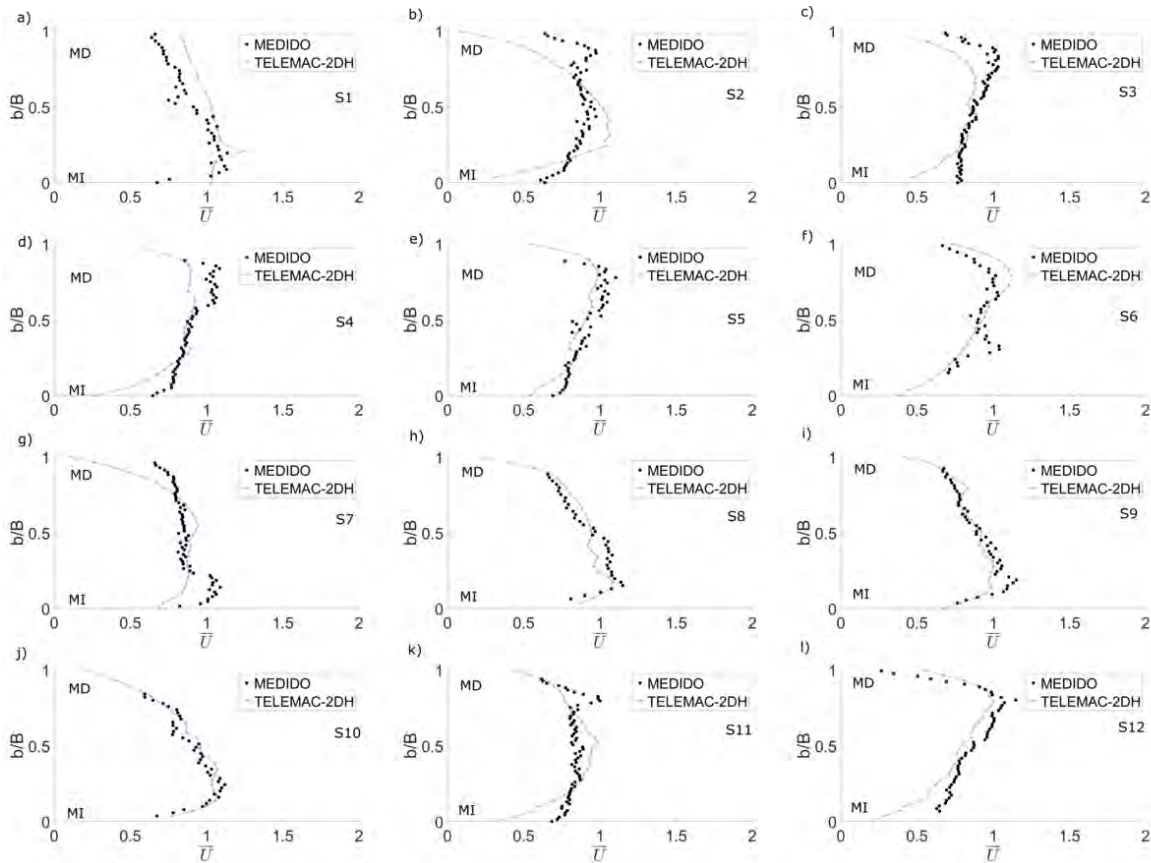 a)
1
MD
b/B
0.5
MI
0
MEDIDO
TELEMAC-2DH
S1
0 0.5 1 1.5 2
U
b)
1
MD
b/B
0.5
MI
0
MEDIDO
TELEMAC-2DH
S2
0 0.5 1 1.5 2
U
c)
1
MD
b/B
0.5
MI
0
MEDIDO
TELEMAC-2DH
S3
0 0.5 1 1.5 2
U
d)
1
MD
b/B
0.5
MI
0
MEDIDO
TELEMAC-2DH
S4
0 0.5 1 1.5 2
U
e)
1
MD
b/B
0.5
MI
0
MEDIDO
TELEMAC-2DH
S5
0 0.5 1 1.5 2
U
f)
1
MD
b/B
0.5
MI
0
MEDIDO
TELEMAC-2DH
S6
0 0.5 1 1.5 2
U
g)
1
MD
b/B
0.5
MI
0
MEDIDO
TELEMAC-2DH
S7
0 0.5 1 1.5 2
U
h)
1
MD
b/B
0.5
MI
0
MEDIDO
TELEMAC-2DH
S8
0 0.5 1 1.5 2
U
i)
1
MD
b/B
0.5
MI
0
MEDIDO
TELEMAC-2DH
S9
0 0.5 1 1.5 2
U
j)
1
MD
b/B
0.5
MI
0
MEDIDO
TELEMAC-2DH
S10
0 0.5 1 1.5 2
U
k)
1
MD
b/B
0.5
MI
0
MEDIDO
TELEMAC-2DH
S11
0 0.5 1 1.5 2
U
l)
1
MD
b/B
0.5
MI
0
MEDIDO
TELEMAC-2DH
S12
0 0.5 1 1.5 2
U